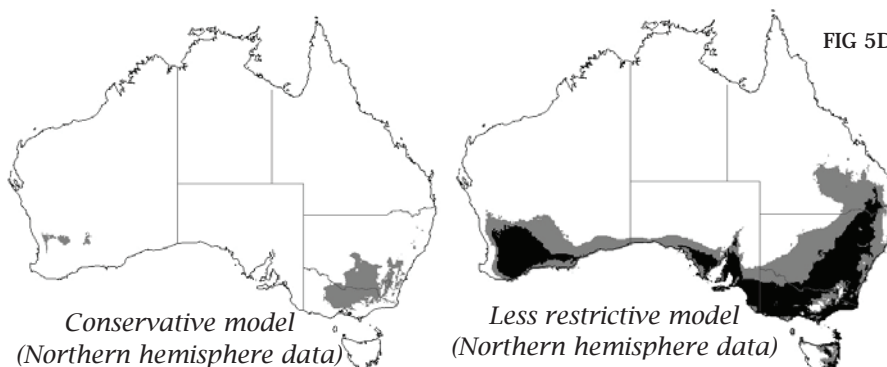 FIG 5D
Conservative model
(Northern hemisphere data)
Less restrictive model
(Northern hemisphere data)